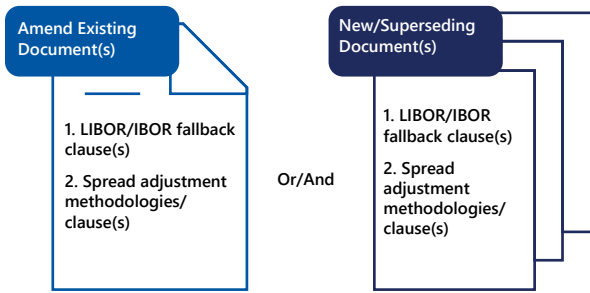 Amend Existing
Document(s)
1. LIBOR/IBOR fallback
clause(s)
2. Spread adjustment
methodologies/
clause(s)
Or/And
New/Superseding
Document(s)
1. LIBOR/IBOR
fallback clause(s)
2. Spread
adjustment
methodologies/
clause(s)